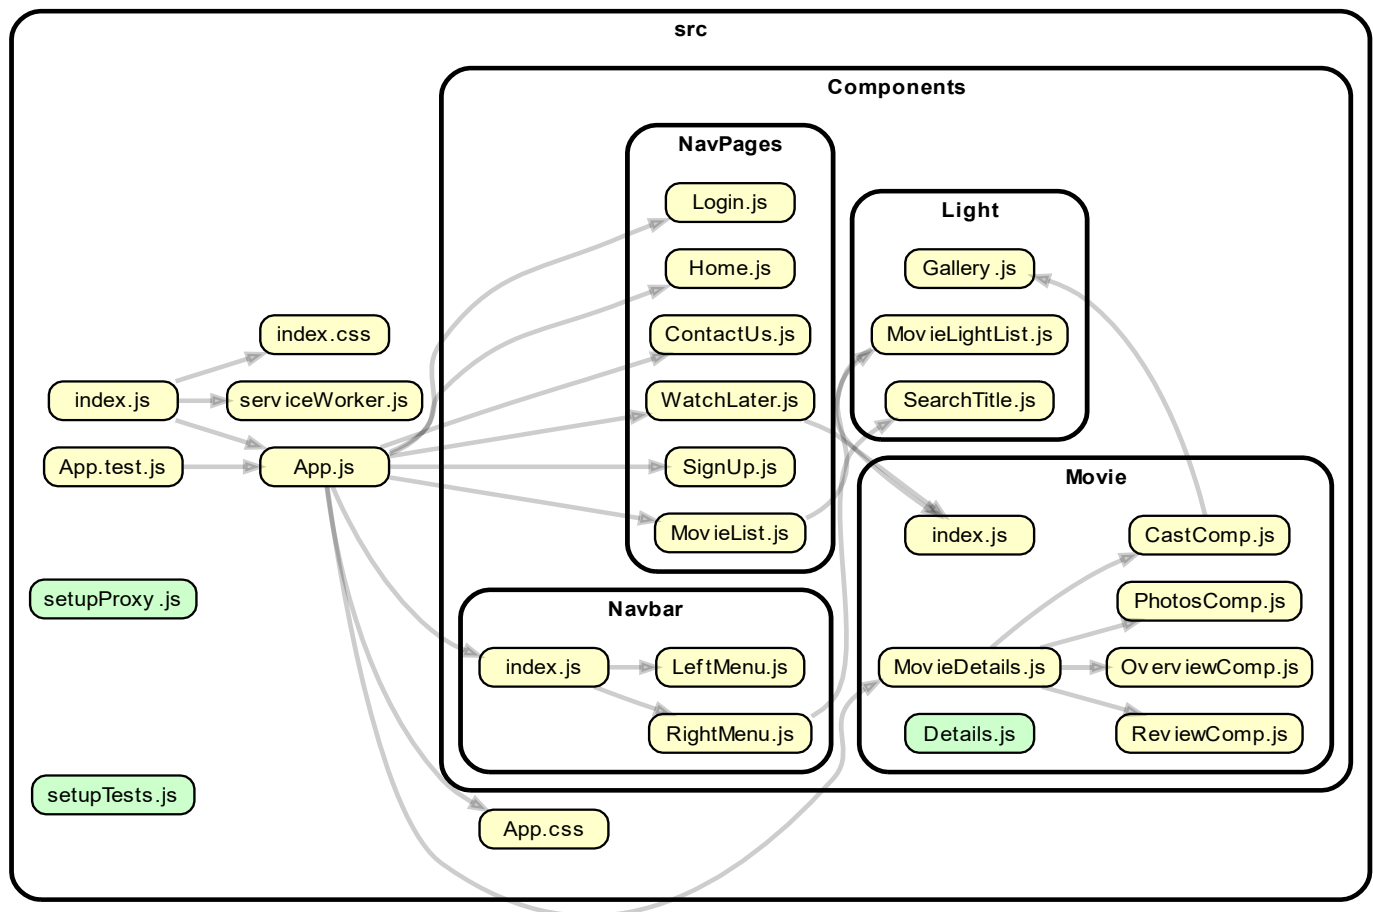 src
Components
NavPages
Login.js
Home.js
ContactUs.js
WatchLater.js
SignUp.js
MovieList.js
Light
Gallery.js
MovieLightList.js
SearchTitle.js
index.css
index.js
serviceWorker.js
App.test.js
App.js
setupProxy.js
setupTests.js
Navbar
index.js
LeftMenu.js
RightMenu.js
App.css
Movie
index.js
CastComp.js
PhotosComp.js
MovieDetails.js
OverviewComp.js
Details.js
ReviewComp.js